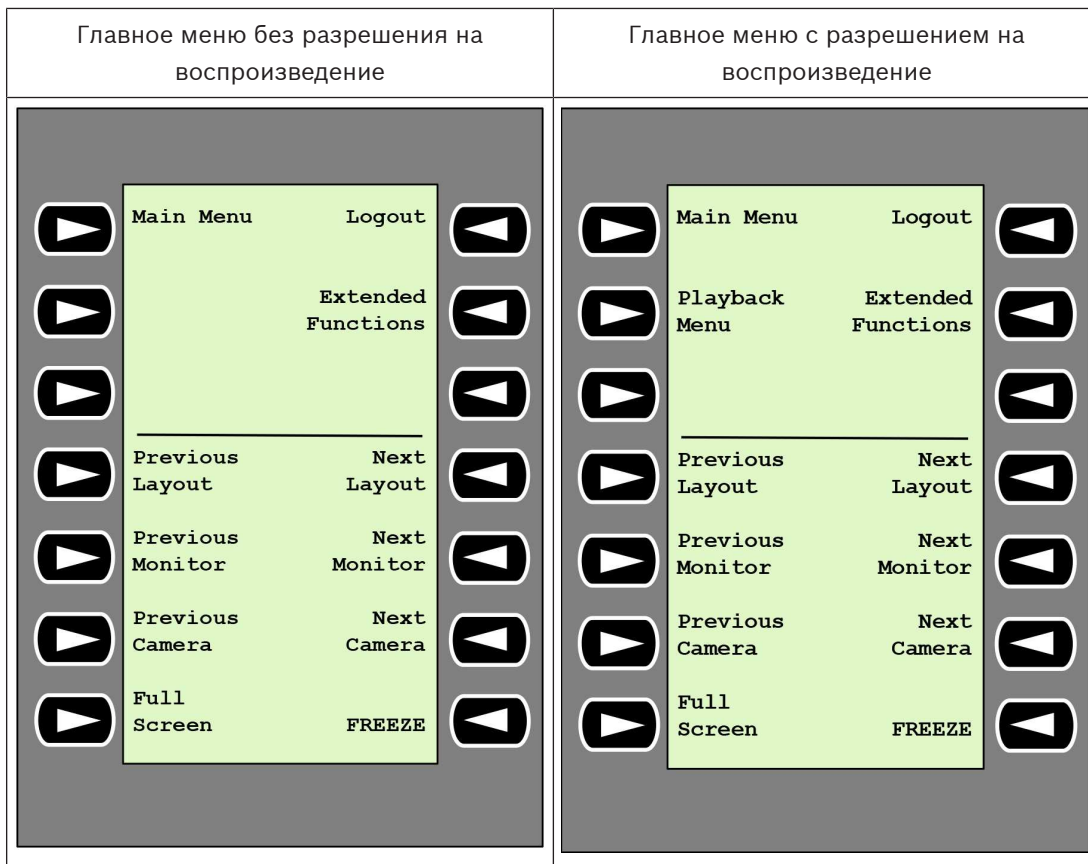 Главное меню без разрешения на
воспроизведение
Главное меню с разрешением на
воспроизведение
Main Menu Logout
Extended
Functions
Previous Next
Layout Layout
Previous Next
Monitor Monitor
Previous Next
Camera Camera
Full
Screen FREEZE
Main Menu Logout
Playback Extended
Menu Functions
Previous Next
Layout Layout
Previous Next
Monitor Monitor
Previous Next
Camera Camera
Full
Screen FREEZE